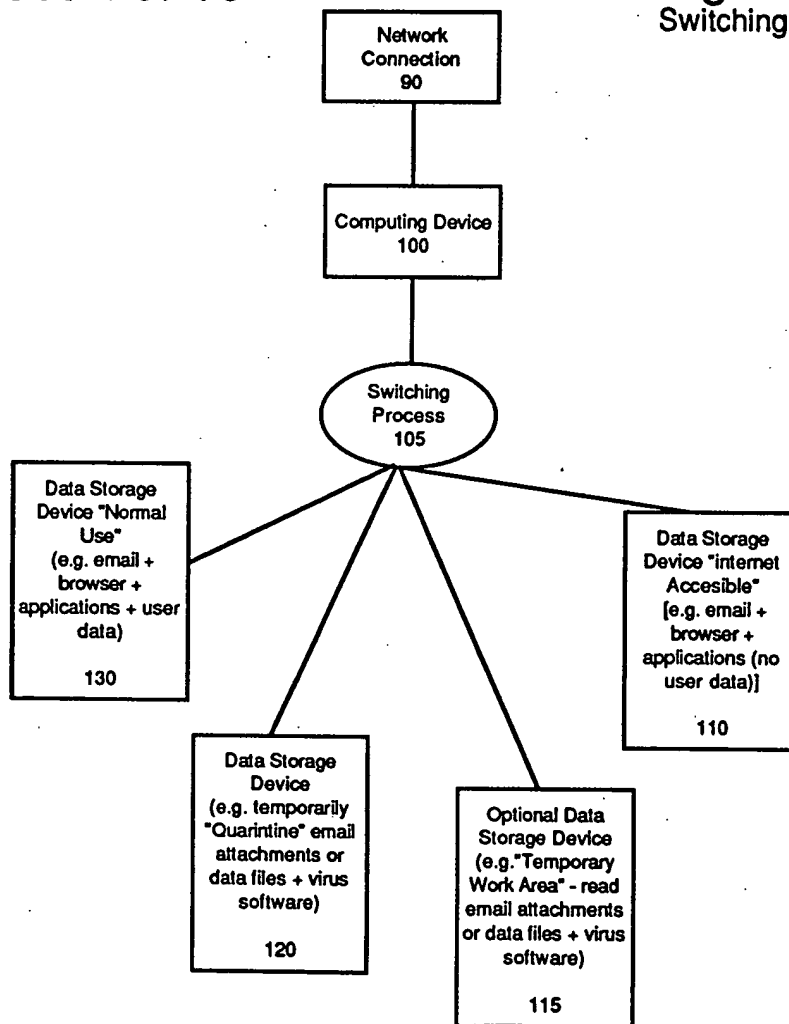 Switching
Network
Connection
90
Computing Device
100
Switching
Process
105
Data Storage
Device "Normal
Use"
(e.g. email +
browser +
applications + user
data)
130
Data Storage
Device "internet
Accesible"
[e.g. email +
browser +
applications (no
user data)]
110
Data Storage
Device
(e.g. temporarily
"Quarintine" email
attachments or
data files + virus
software)
120
Optional Data
Storage Device
(e.g."Temporary
Work Area" - read
email attachments
or data files + virus
software)
115